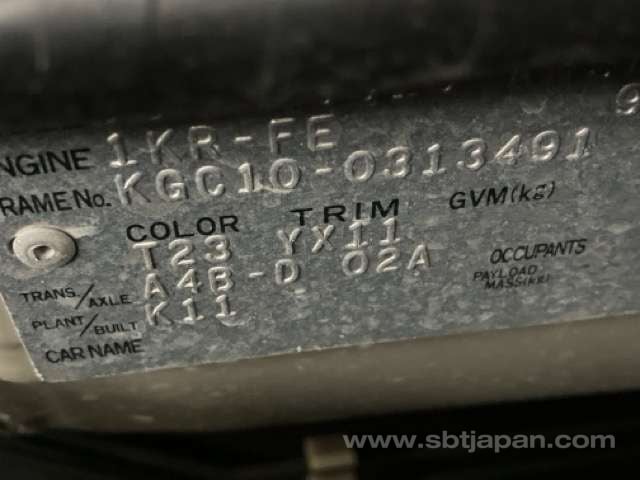 ENGINE 1KR-FE
FRAME No. KGC10-0313491
COLOR TRIM GVM(kg)
T23 YX11
TRANS/AXLE A4B-D 02A OCCUPANTS
PAYLOAD
MASS(kg)
PLANT/BUILT K11
CAR NAME
www.sbtjapan.com